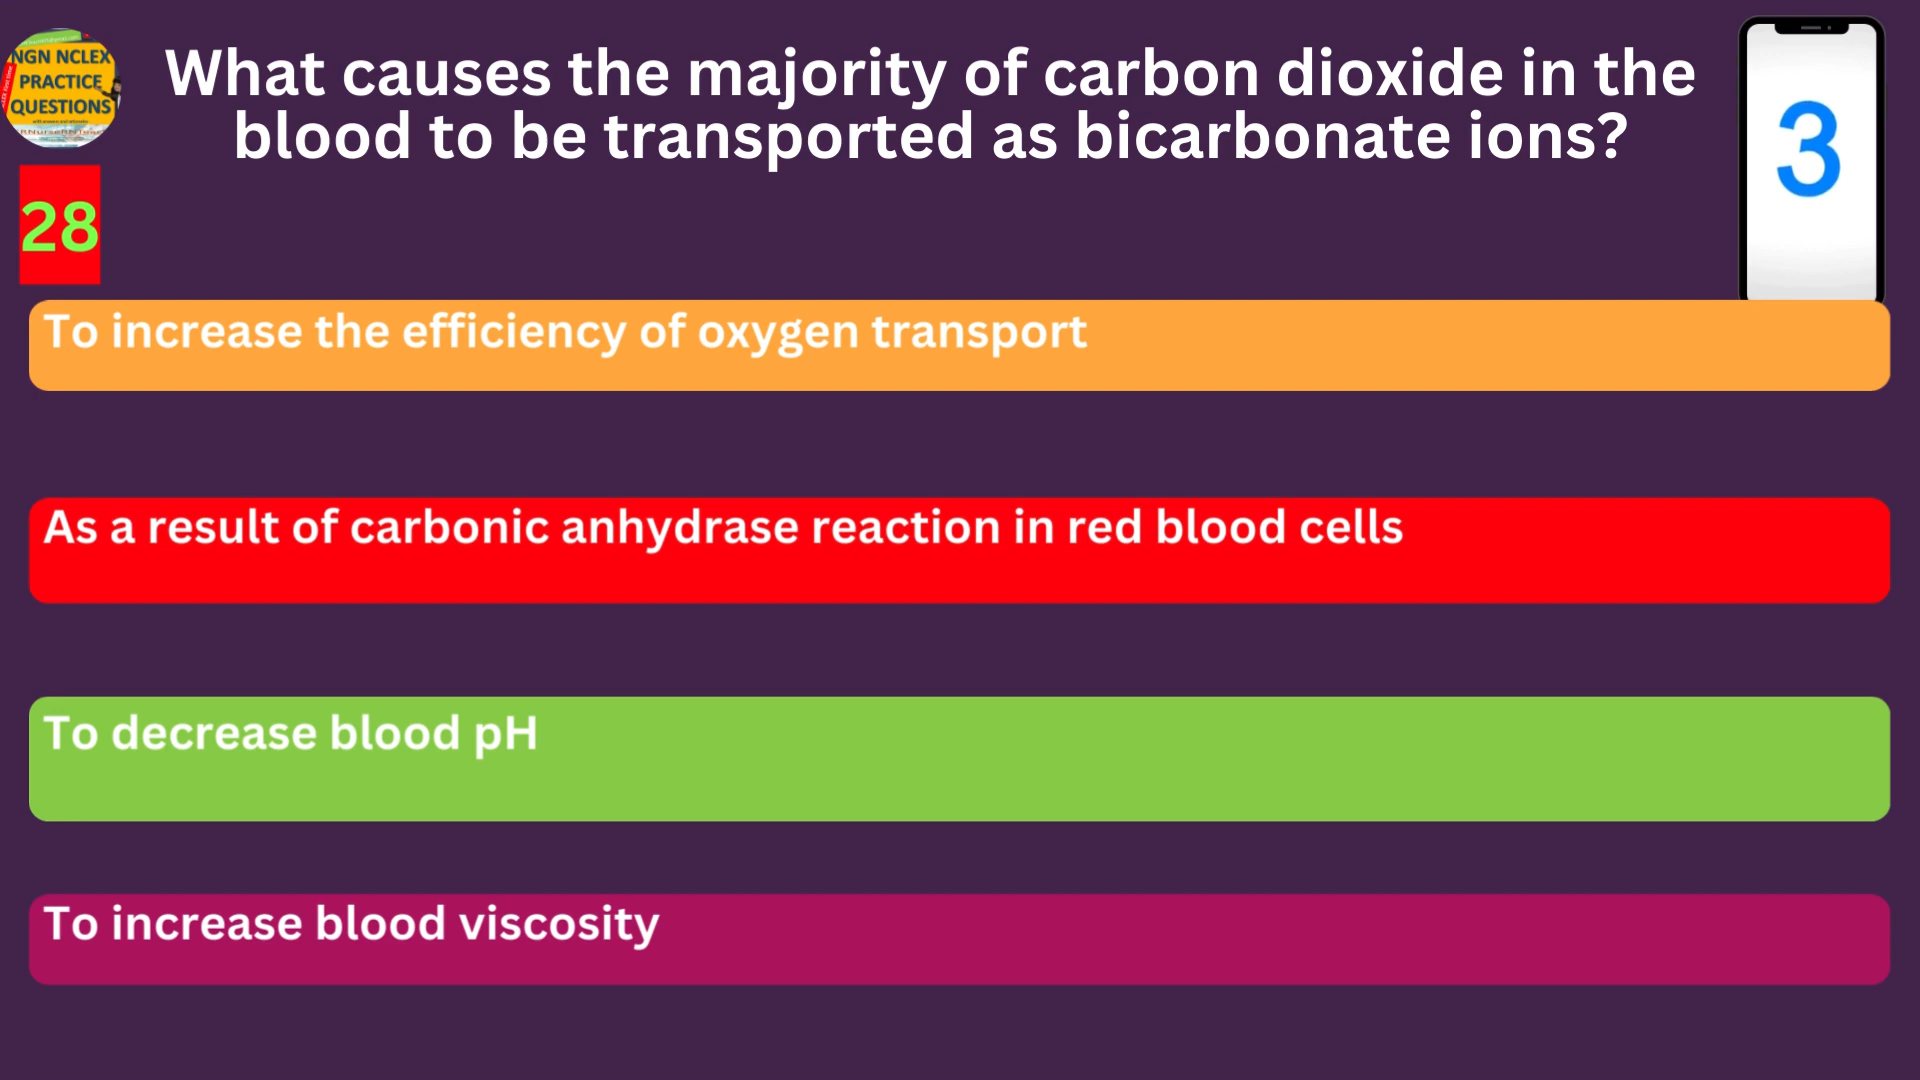 NGN NCLEX
PRACTICE
QUESTIONS
What causes the majority of carbon dioxide in the
blood to be transported as bicarbonate ions?
3
28
To increase the efficiency of oxygen transport
As a result of carbonic anhydrase reaction in red blood cells
To decrease blood pH
To increase blood viscosity